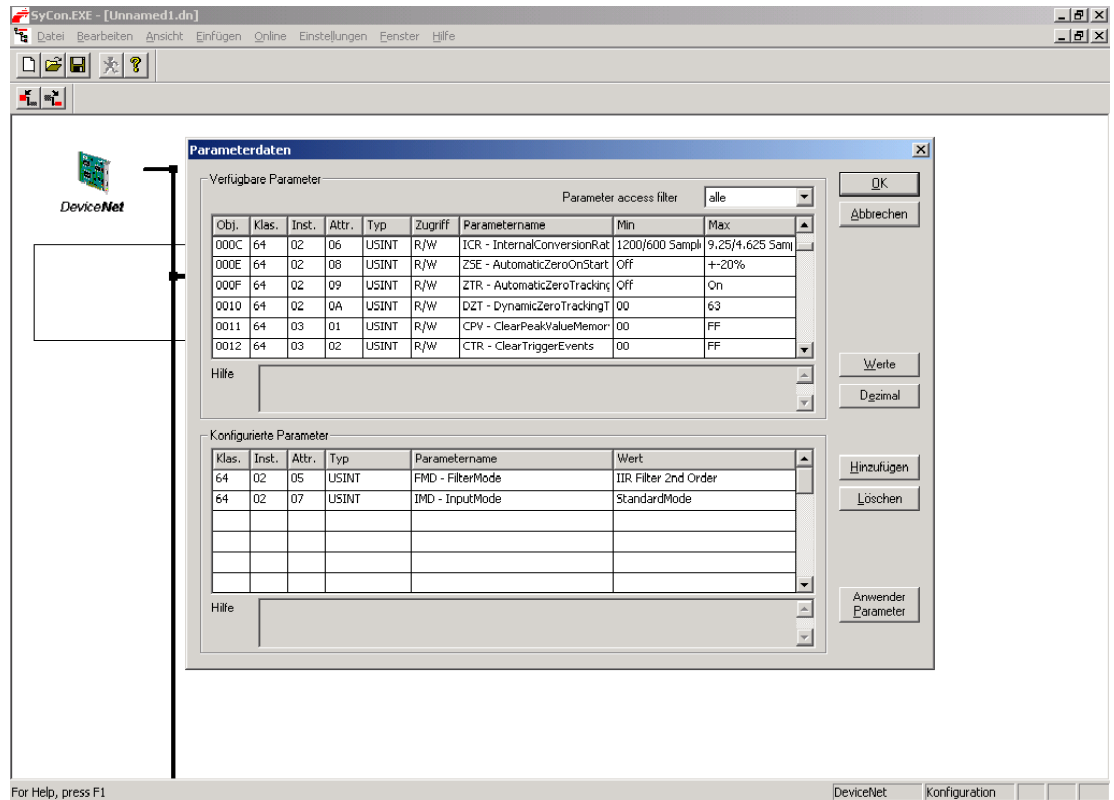 SyCon.EXE - [Unnamed1.dn]
Datei Bearbeiten Ansicht Einfügen Online Einstellungen Fenster Hilfe
DeviceNet
Parameterdaten
Verfügbare Parameter
Parameter access filter alle
OK
Abbrechen
Obj. Klas. Inst. Attr. Typ Zugriff Parametername Min Max
000C 64 02 06 USINT R/W ICR - InternalConversionRat 1200/600 Sampl 9.25/4.625 Sam
000E 64 02 08 USINT R/W ZSE - AutomaticZeroOnStart Off +-20%
000F 64 02 09 USINT R/W ZTR - AutomaticZeroTracking Off On
0010 64 02 0A USINT R/W DZT - DynamicZeroTrackingT 00 63
0011 64 03 01 USINT R/W CPV - ClearPeakValueMemor 00 FF
0012 64 03 02 USINT R/W CTR - ClearTriggerEvents 00 FF
Hilfe
Werte
Dezimal
Konfigurierte Parameter
Klas. Inst. Attr. Typ Parametername Wert
64 02 05 USINT FMD - FilterMode IIR Filter 2nd Order
64 02 07 USINT IMD - InputMode StandardMode
Hinzufügen
Löschen
Hilfe
Anwender
Parameter
For Help, press F1
DeviceNet Konfiguration